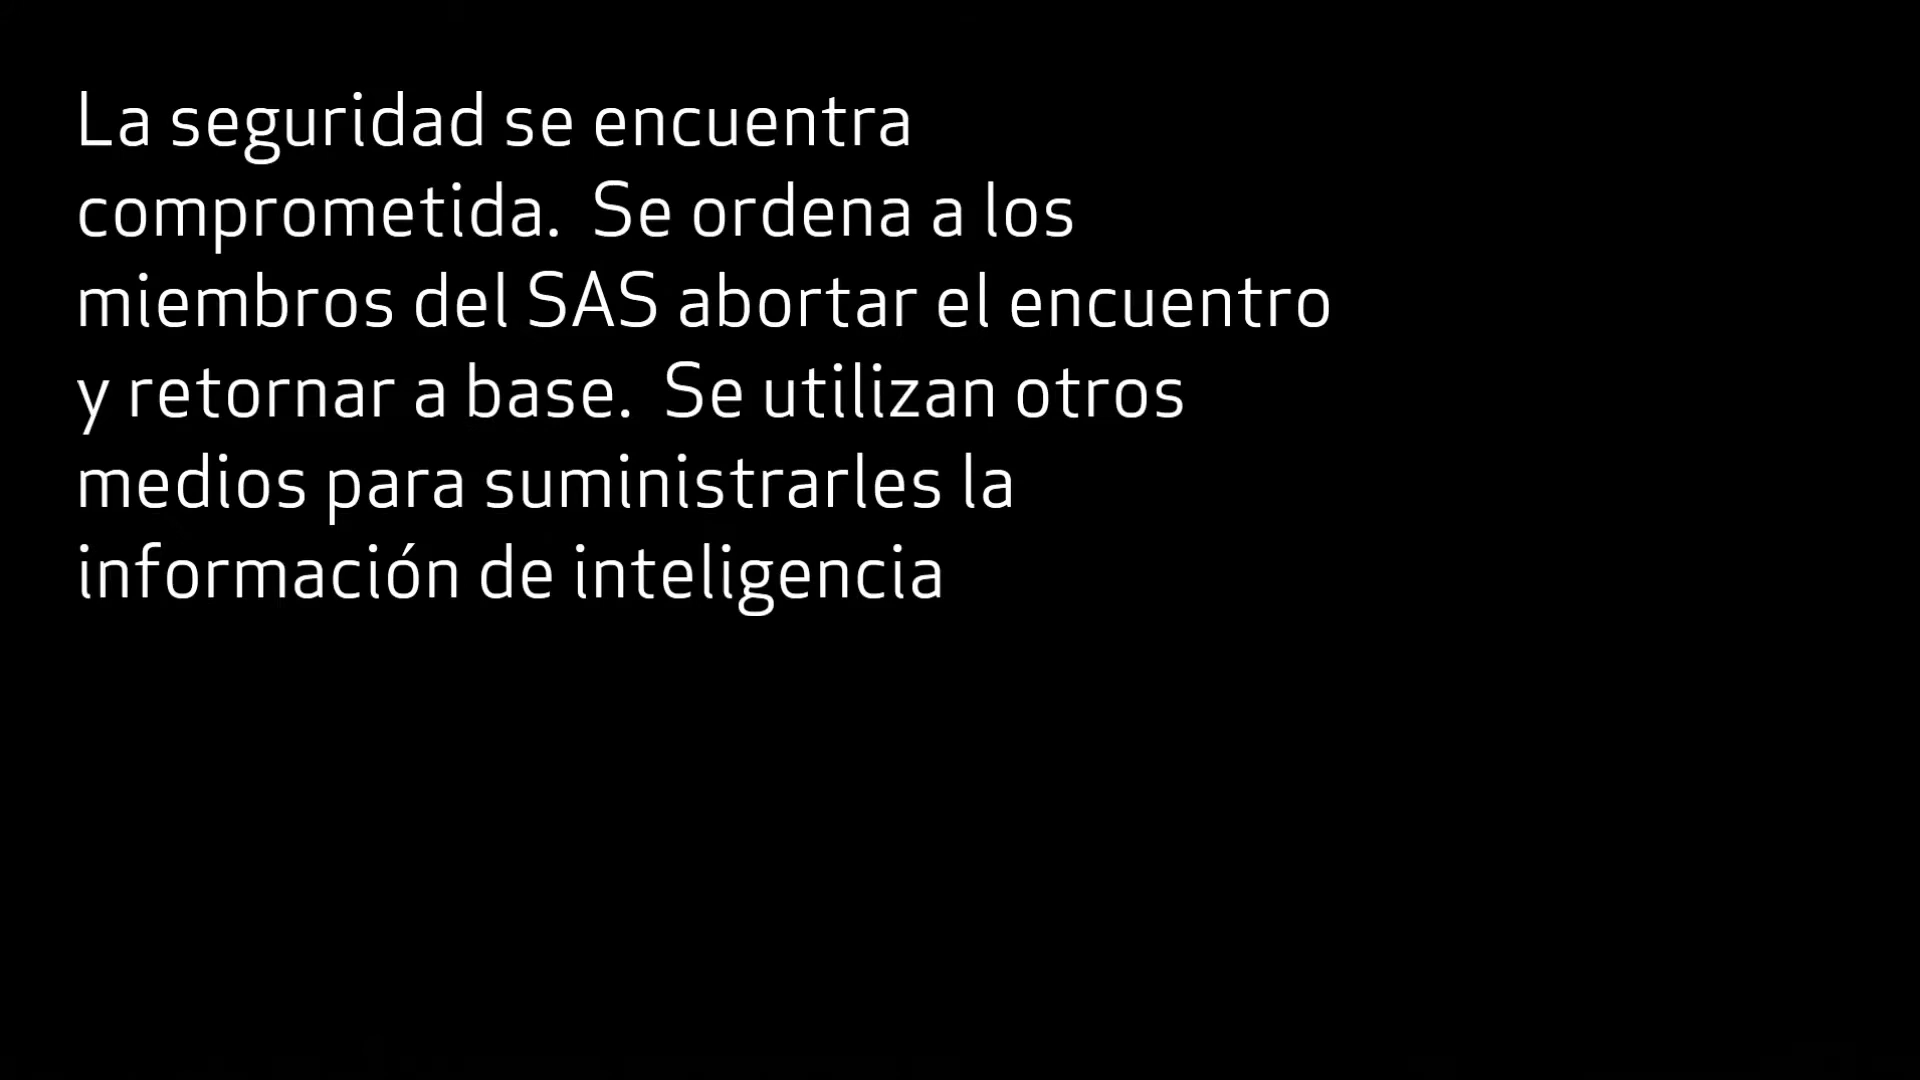 La seguridad se encuentra
comprometida.  Se ordena a los
miembros del SAS abortar el encuentro
y retornar a base.  Se utilizan otros
medios para suministrarles la
información de inteligencia